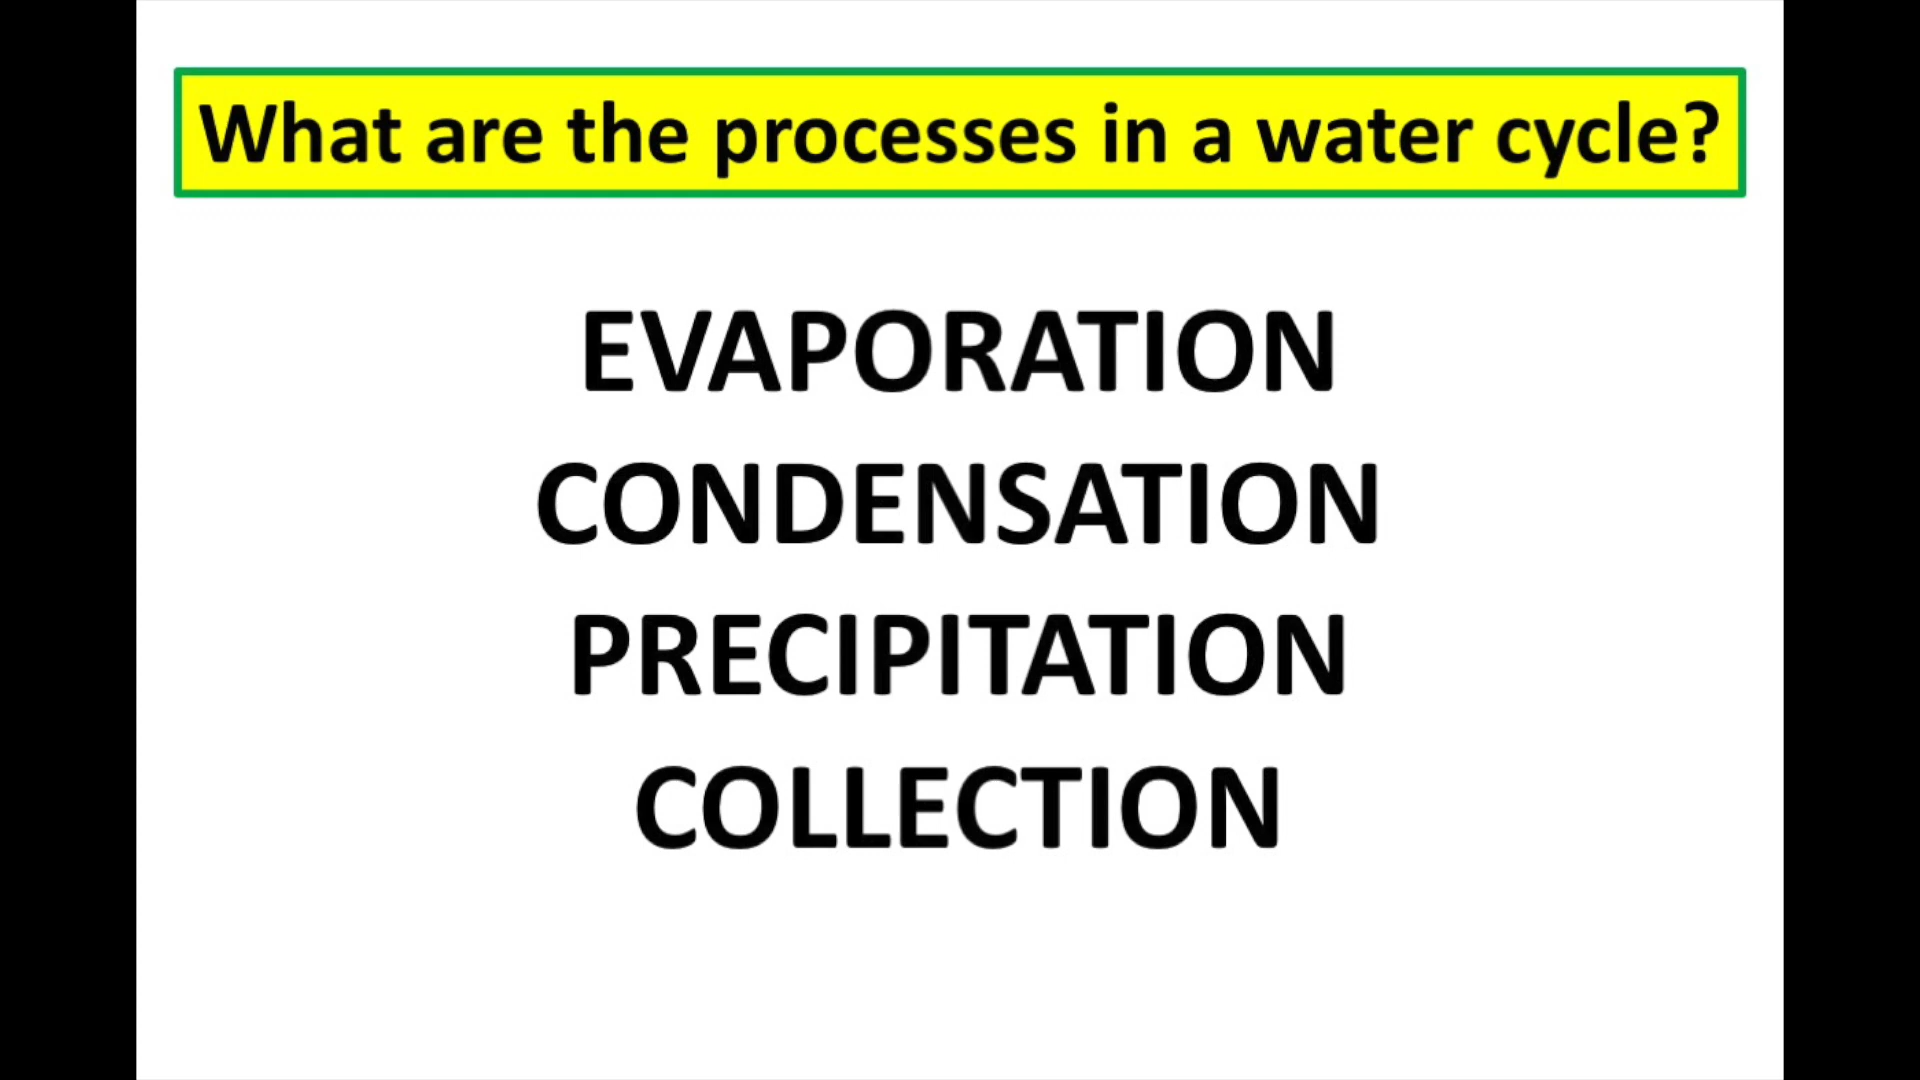 What are the processes in a water cycle?
EVAPORATION
CONDENSATION
PRECIPITATION
COLLECTION